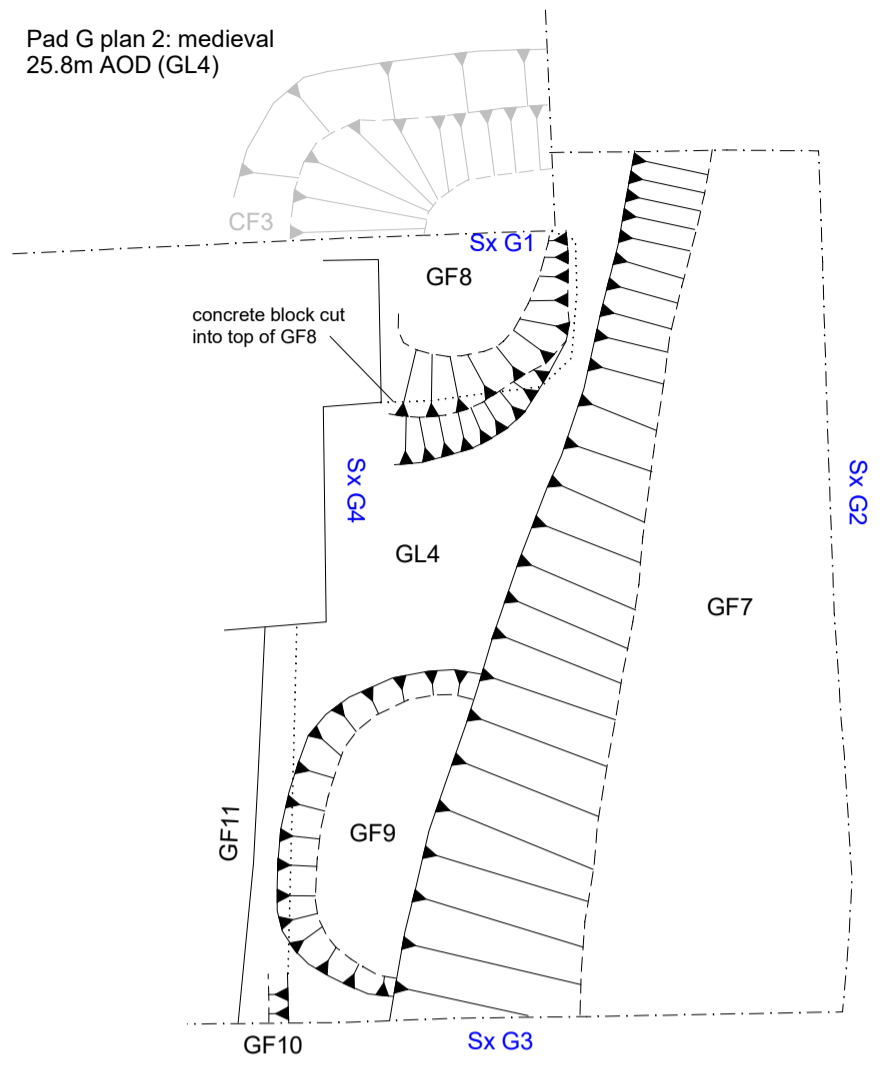 Pad G plan 2: medieval
25.8m AOD (GL4)
CF3
Sx G1
GF8
concrete block cut
into top of GF8
Sx G4
Sx G2
GL4
GF7
GF11
GF9
GF10
Sx G3